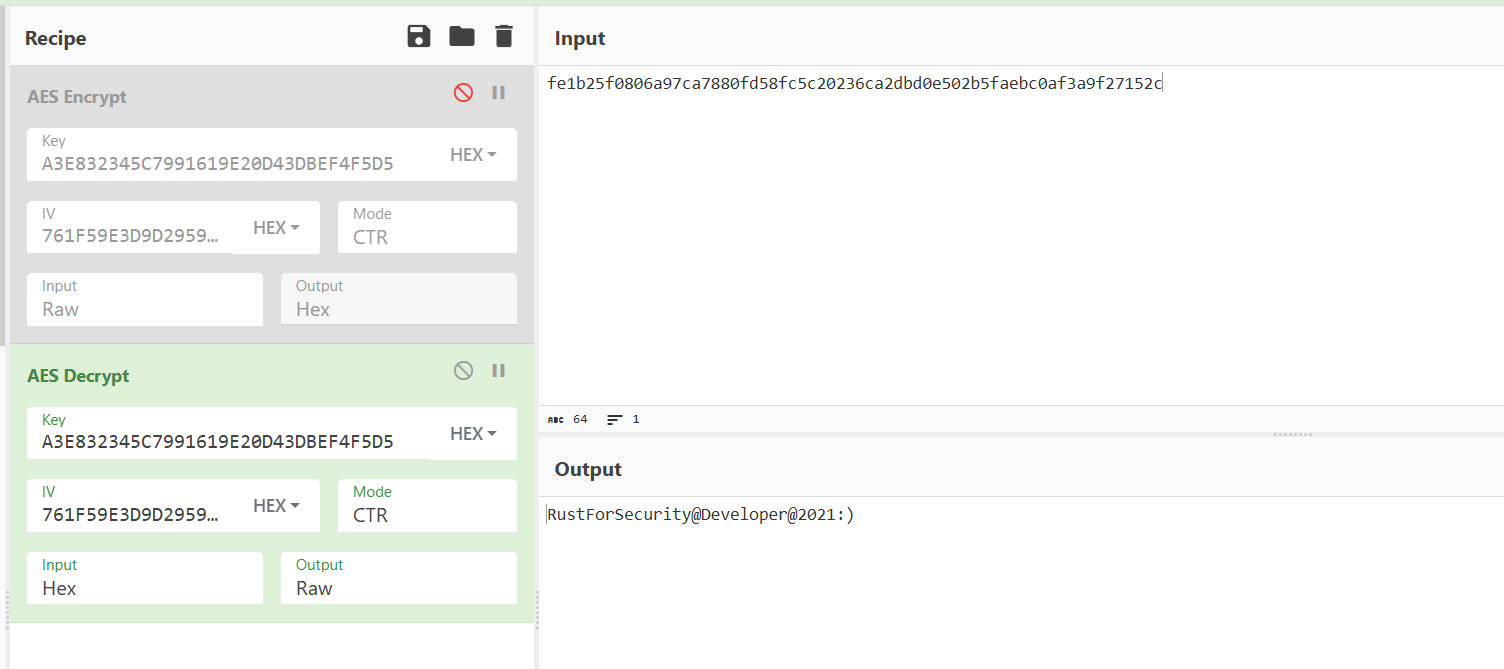 Recipe
AES Encrypt
Key
A3E832345C7991619E20D43DBEF4F5D5
HEX
IV
761F59E3D9D2959...
HEX
Mode
CTR
Input
Raw
Output
Hex
AES Decrypt
Key
A3E832345C7991619E20D43DBEF4F5D5
HEX
IV
761F59E3D9D2959...
HEX
Mode
CTR
Input
Hex
Output
Raw
Input
fe1b25f0806a97ca7880fd58fc5c20236ca2dbd0e502b5faebc0af3a9f27152c
ABC 64 1
Output
RustForSecurity@Developer@2021:)